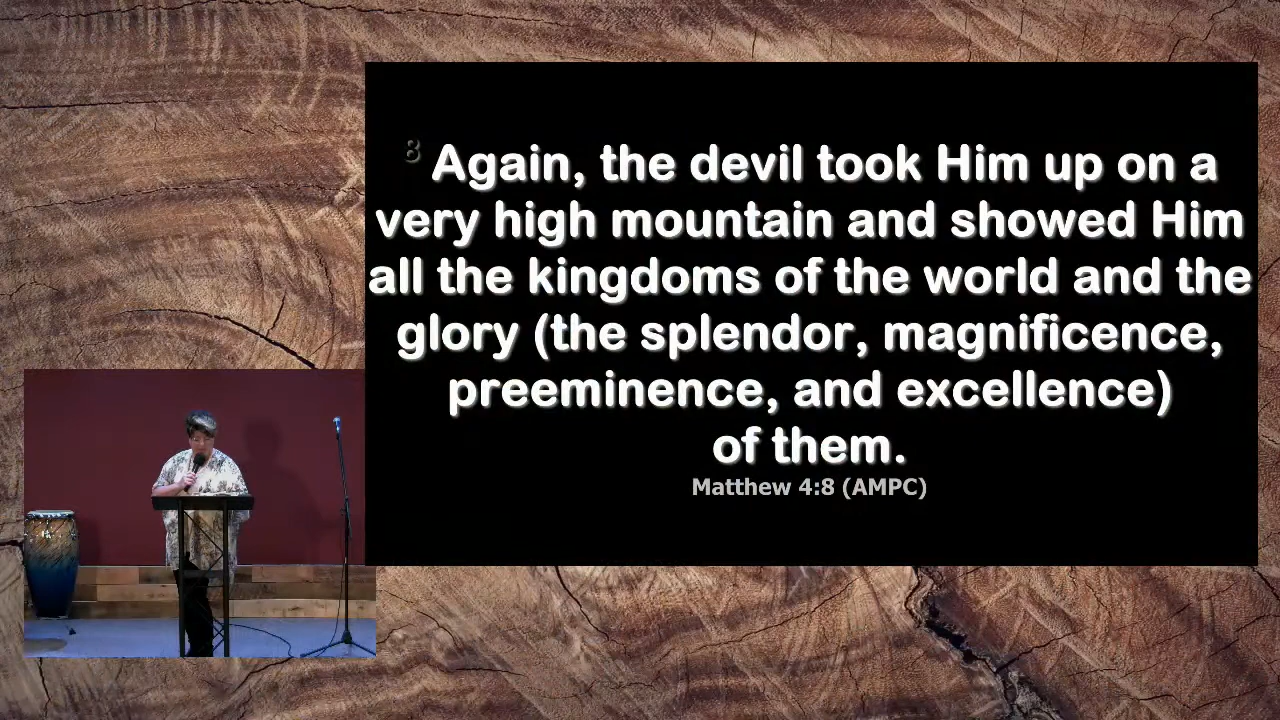 8 Again, the devil took Him up on a
very high mountain and showed Him
all the kingdoms of the world and the
glory (the splendor, magnificence,
preeminence, and excellence)
of them.
Matthew 4:8 (AMPC)